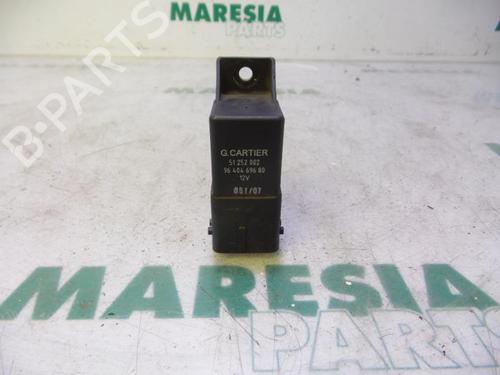 MARESIA
PARTS
B-PARTS
G.CARTIER
51 252 002
96 404 696 80
12V
051/07
MARESIA
PARTS